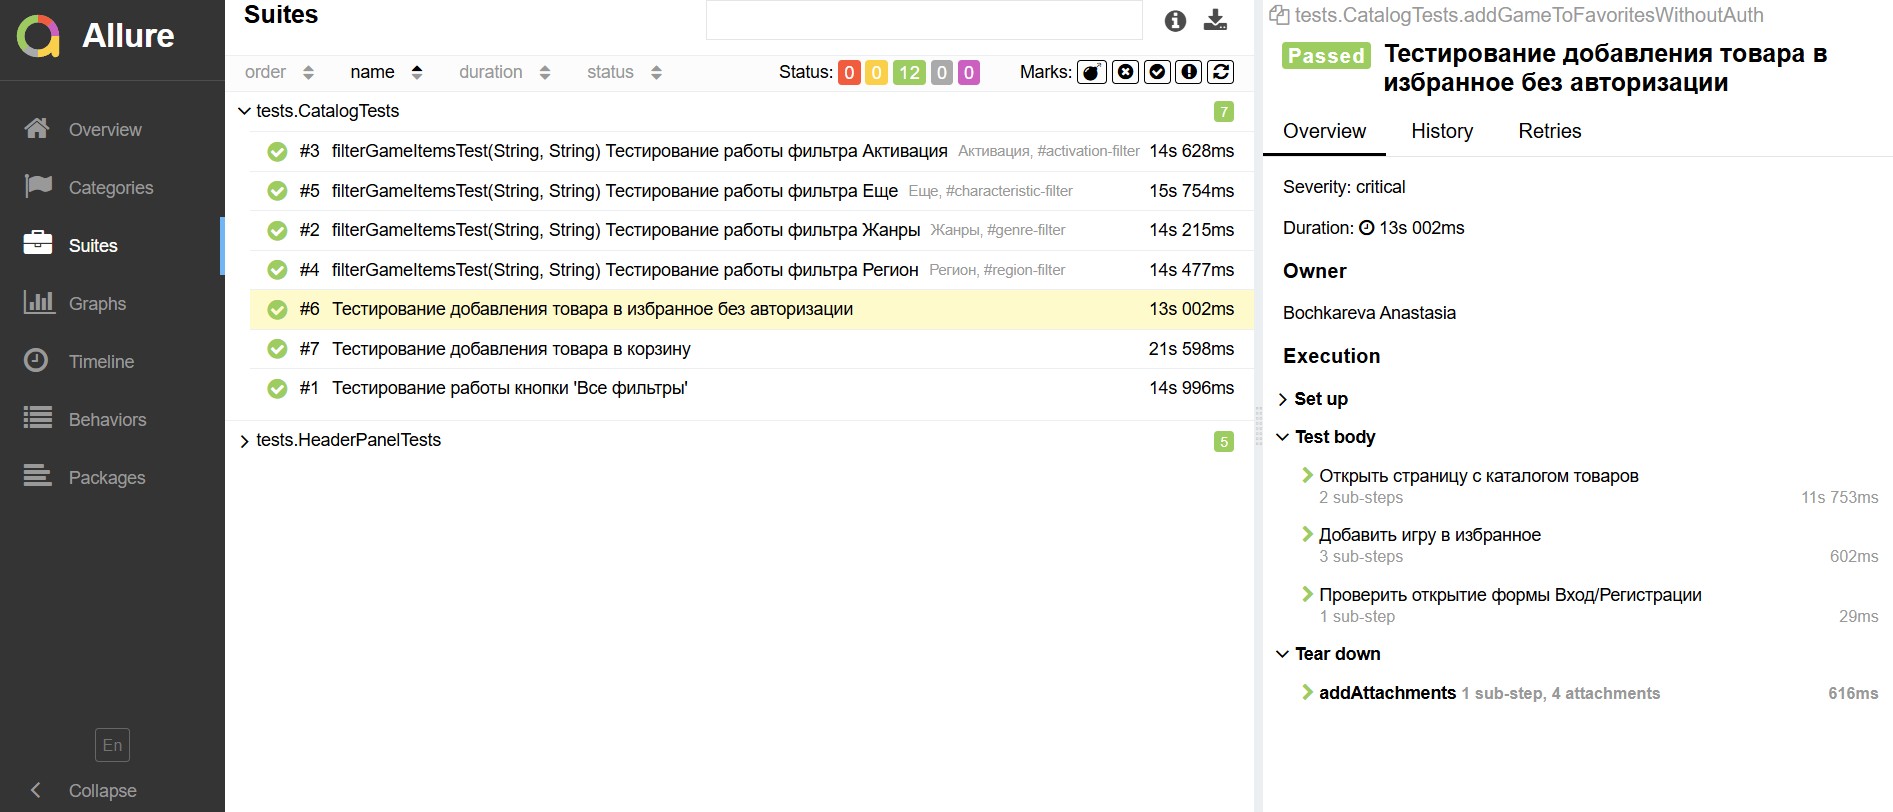 Allure
Overview
Categories
Suites
Graphs
Timeline
Behaviors
Packages
En
Collapse
Suites
order name duration status Status: 0 0 12 0 0 Marks:
tests.CatalogTests 7
#3 filterGameItemsTest(String, String) Тестирование работы фильтра Активация Активация, #activation-filter 14s 628ms
#5 filterGameItemsTest(String, String) Тестирование работы фильтра Еще Еще, #characteristic-filter 15s 754ms
#2 filterGameItemsTest(String, String) Тестирование работы фильтра Жанры Жанры, #genre-filter 14s 215ms
#4 filterGameItemsTest(String, String) Тестирование работы фильтра Регион Регион, #region-filter 14s 477ms
#6 Тестирование добавления товара в избранное без авторизации 13s 002ms
#7 Тестирование добавления товара в корзину 21s 598ms
#1 Тестирование работы кнопки 'Все фильтры' 14s 996ms
tests.HeaderPanelTests 5
tests.CatalogTests.addGameToFavoritesWithoutAuth
Passed Тестирование добавления товара в
избранное без авторизации
Overview History Retries
Severity: critical
Duration: 13s 002ms
Owner
Bochkareva Anastasia
Execution
Set up
Test body
Открыть страницу с каталогом товаров
2 sub-steps 11s 753ms
Добавить игру в избранное
3 sub-steps 602ms
Проверить открытие формы Вход/Регистрации
1 sub-step 29ms
Tear down
addAttachments 1 sub-step, 4 attachments 616ms